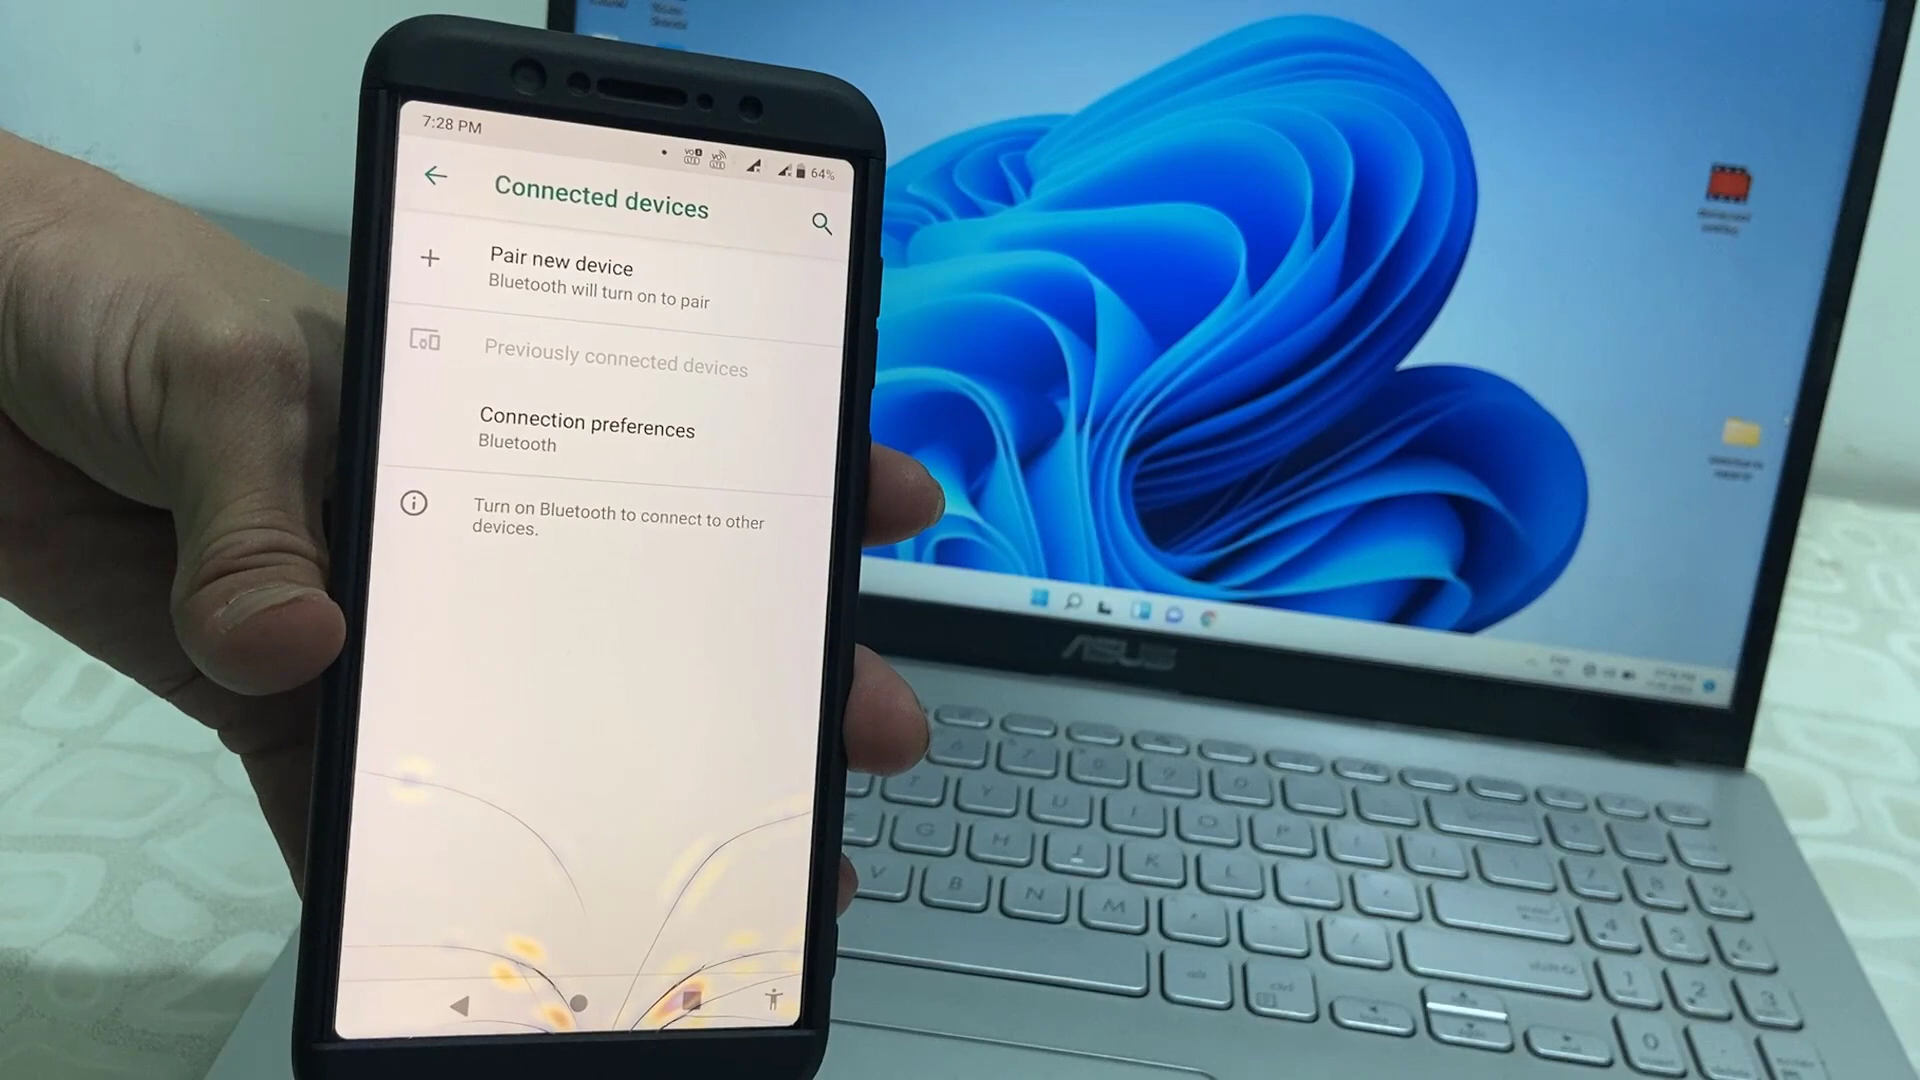 7:28 PM
64%
Connected devices
Pair new device
Bluetooth will turn on to pair
Previously connected devices
Connection preferences
Bluetooth
Turn on Bluetooth to connect to other
devices.
ASUS
Y U I O P
G H J K L
V B N M